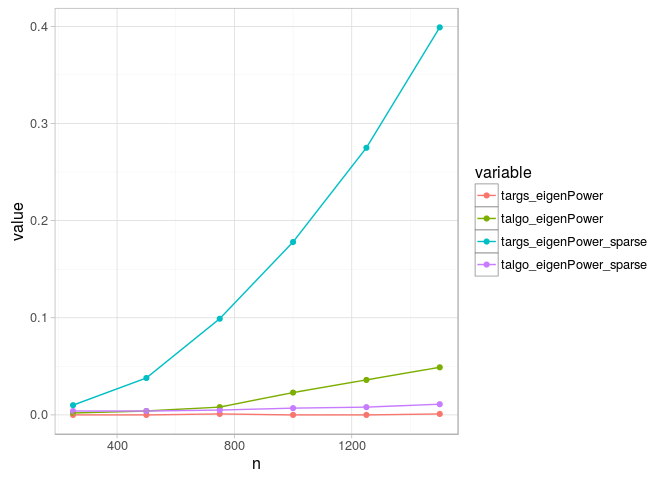 0.4
0.3
0.2
0.1
0.0
value
400
800
1200
n
variable
targs_eigenPower
talgo_eigenPower
targs_eigenPower_sparse
talgo_eigenPower_sparse